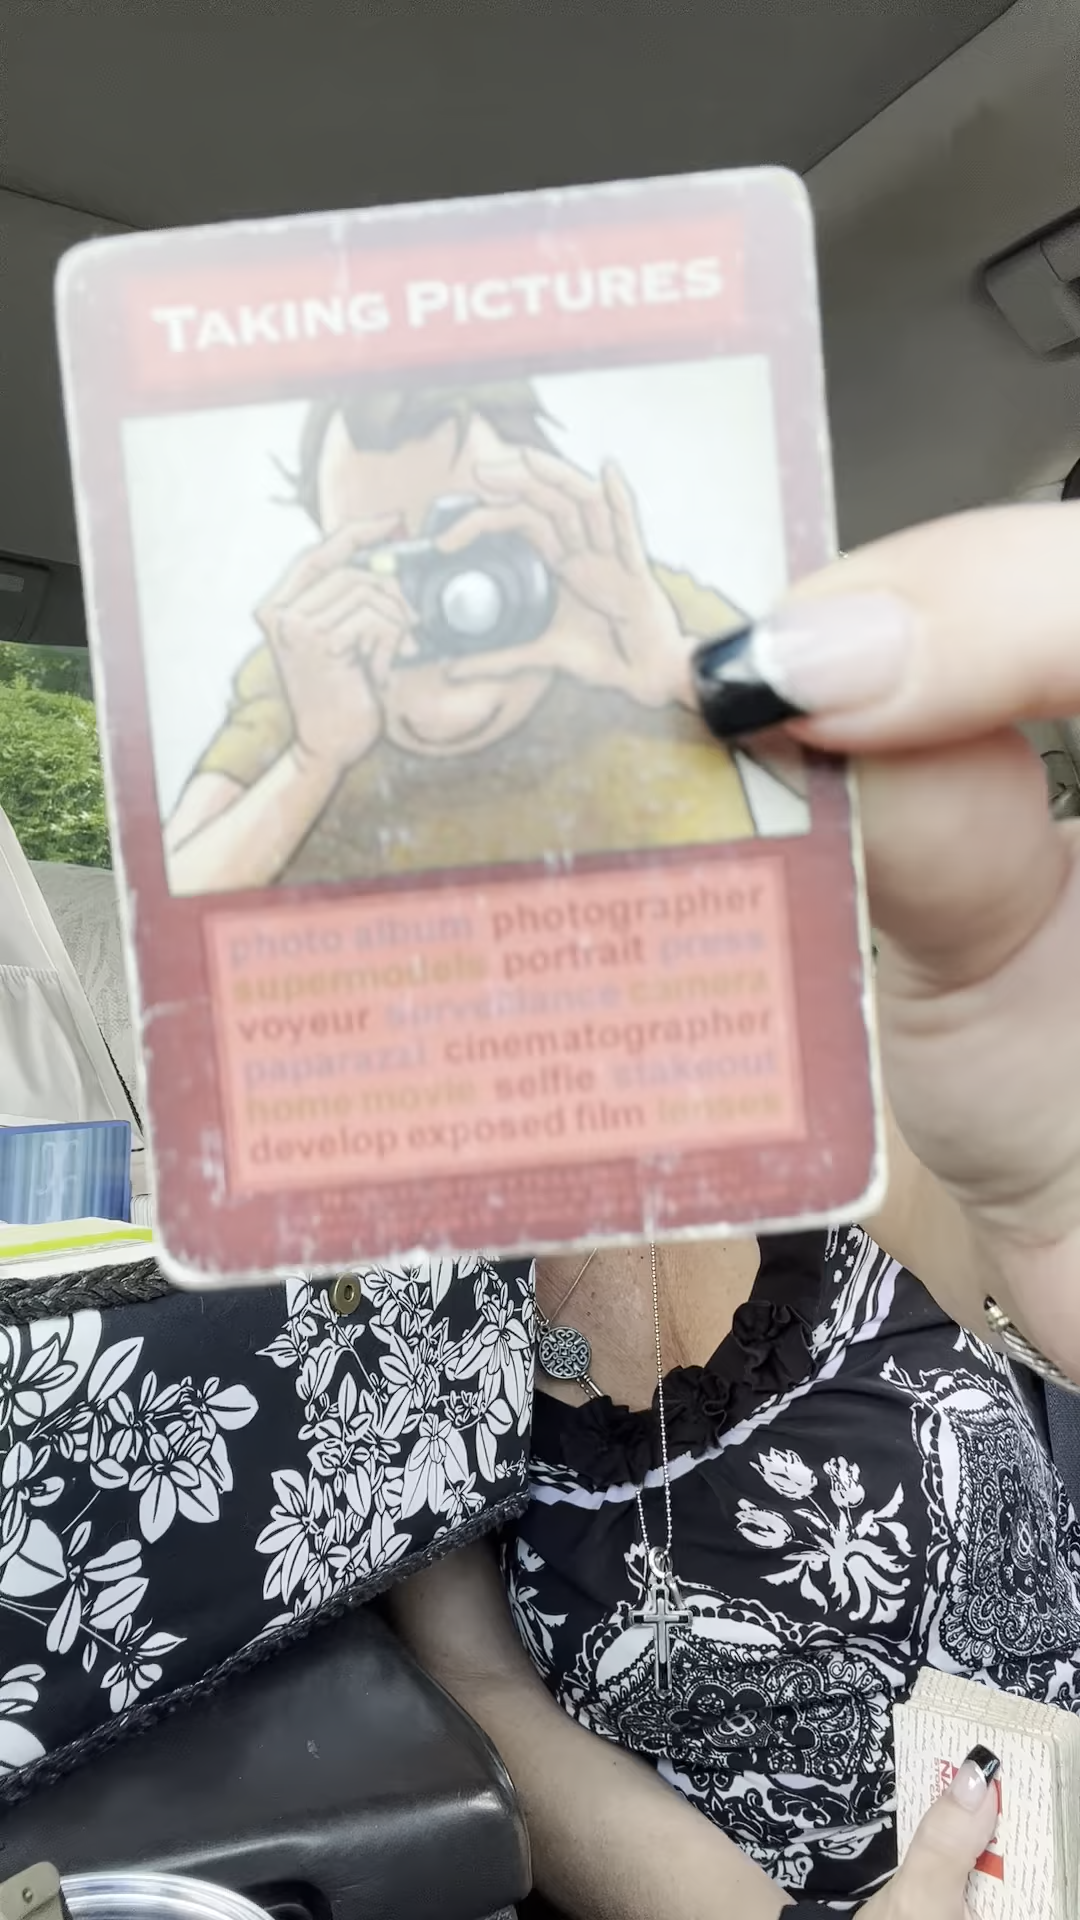 TAKING PICTURES
photo album photographer
supermodels portrait press
voyeur surveillance camera
paparazzi cinematographer
home movie selfie stakeout
develop exposed film lenses